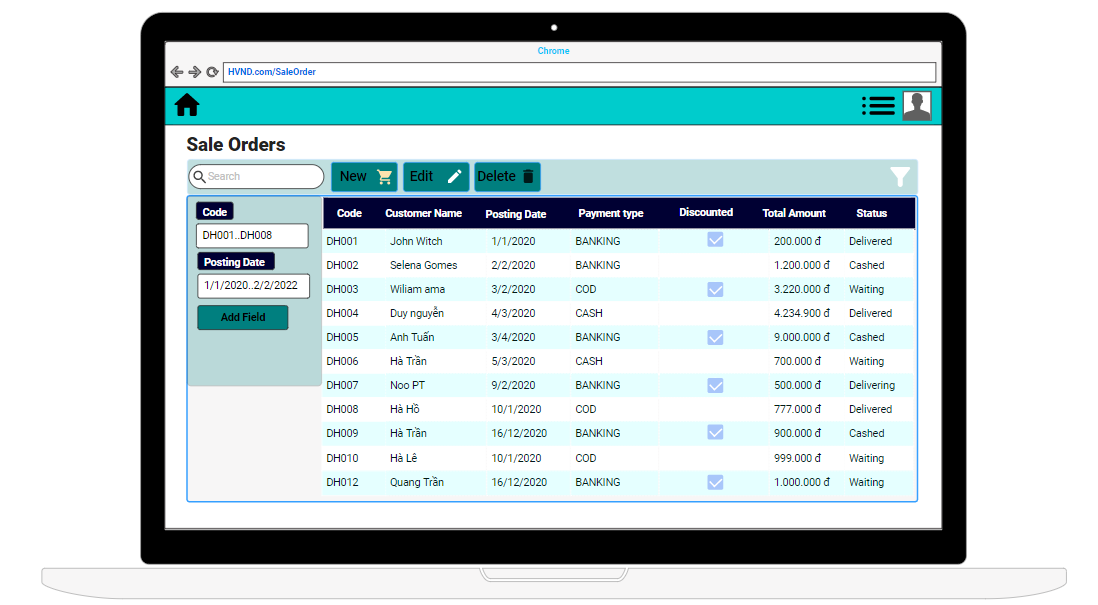 Chrome
HVND.com/SaleOrder
Sale Orders
Search New Edit Delete
Code
DH001..DH008
Posting Date
1/1/2020..2/2/2022
Add Field
Code Customer Name Posting Date Payment type Discounted Total Amount Status
DH001 John Witch 1/1/2020 BANKING 200.000 đ Delivered
DH002 Selena Gomes 2/2/2020 BANKING 1.200.000 đ Cashed
DH003 Wiliam ama 3/2/2020 COD 3.220.000 đ Waiting
DH004 Duy nguyễn 4/3/2020 CASH 4.234.900 đ Delivered
DH005 Anh Tuấn 3/4/2020 BANKING 9.000.000 đ Cashed
DH006 Hà Trần 5/3/2020 CASH 700.000 đ Waiting
DH007 Noo PT 9/2/2020 BANKING 500.000 đ Delivering
DH008 Hà Hồ 10/1/2020 COD 777.000 đ Delivered
DH009 Hà Trần 16/12/2020 BANKING 900.000 đ Cashed
DH010 Hà Lê 10/1/2020 COD 999.000 đ Waiting
DH012 Quang Trần 16/12/2020 BANKING 1.000.000 đ Waiting